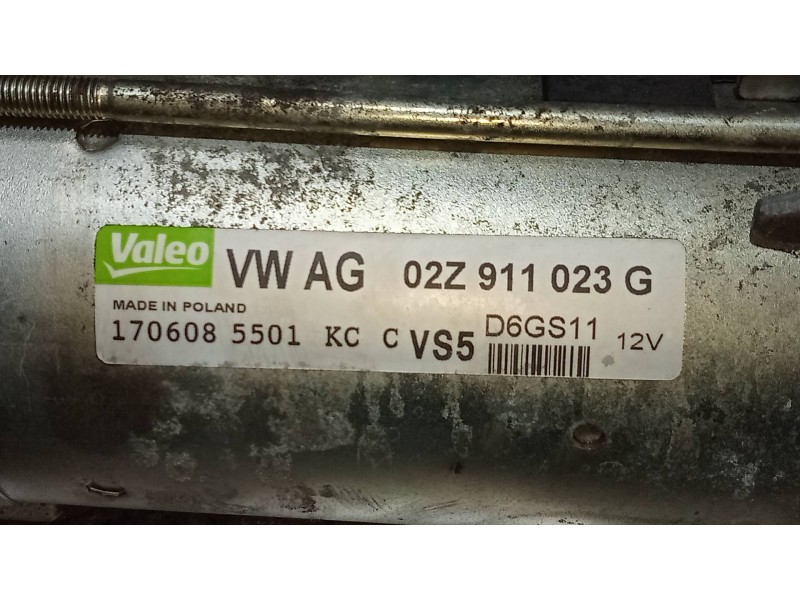 Valeo VW AG 02Z 911 023 G
MADE IN POLAND
170608 5501 KC C VS5 D6GS11 12V